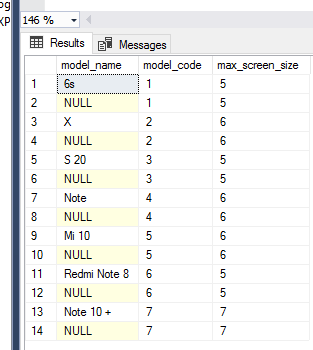 146 %
Results Messages
model_name model_code max_screen_size
1 6s 1 5
2 NULL 1 5
3 X 2 6
4 NULL 2 6
5 S 20 3 5
6 NULL 3 5
7 Note 4 6
8 NULL 4 6
9 Mi 10 5 6
10 NULL 5 6
11 Redmi Note 8 6 5
12 NULL 6 5
13 Note 10 + 7 7
14 NULL 7 7